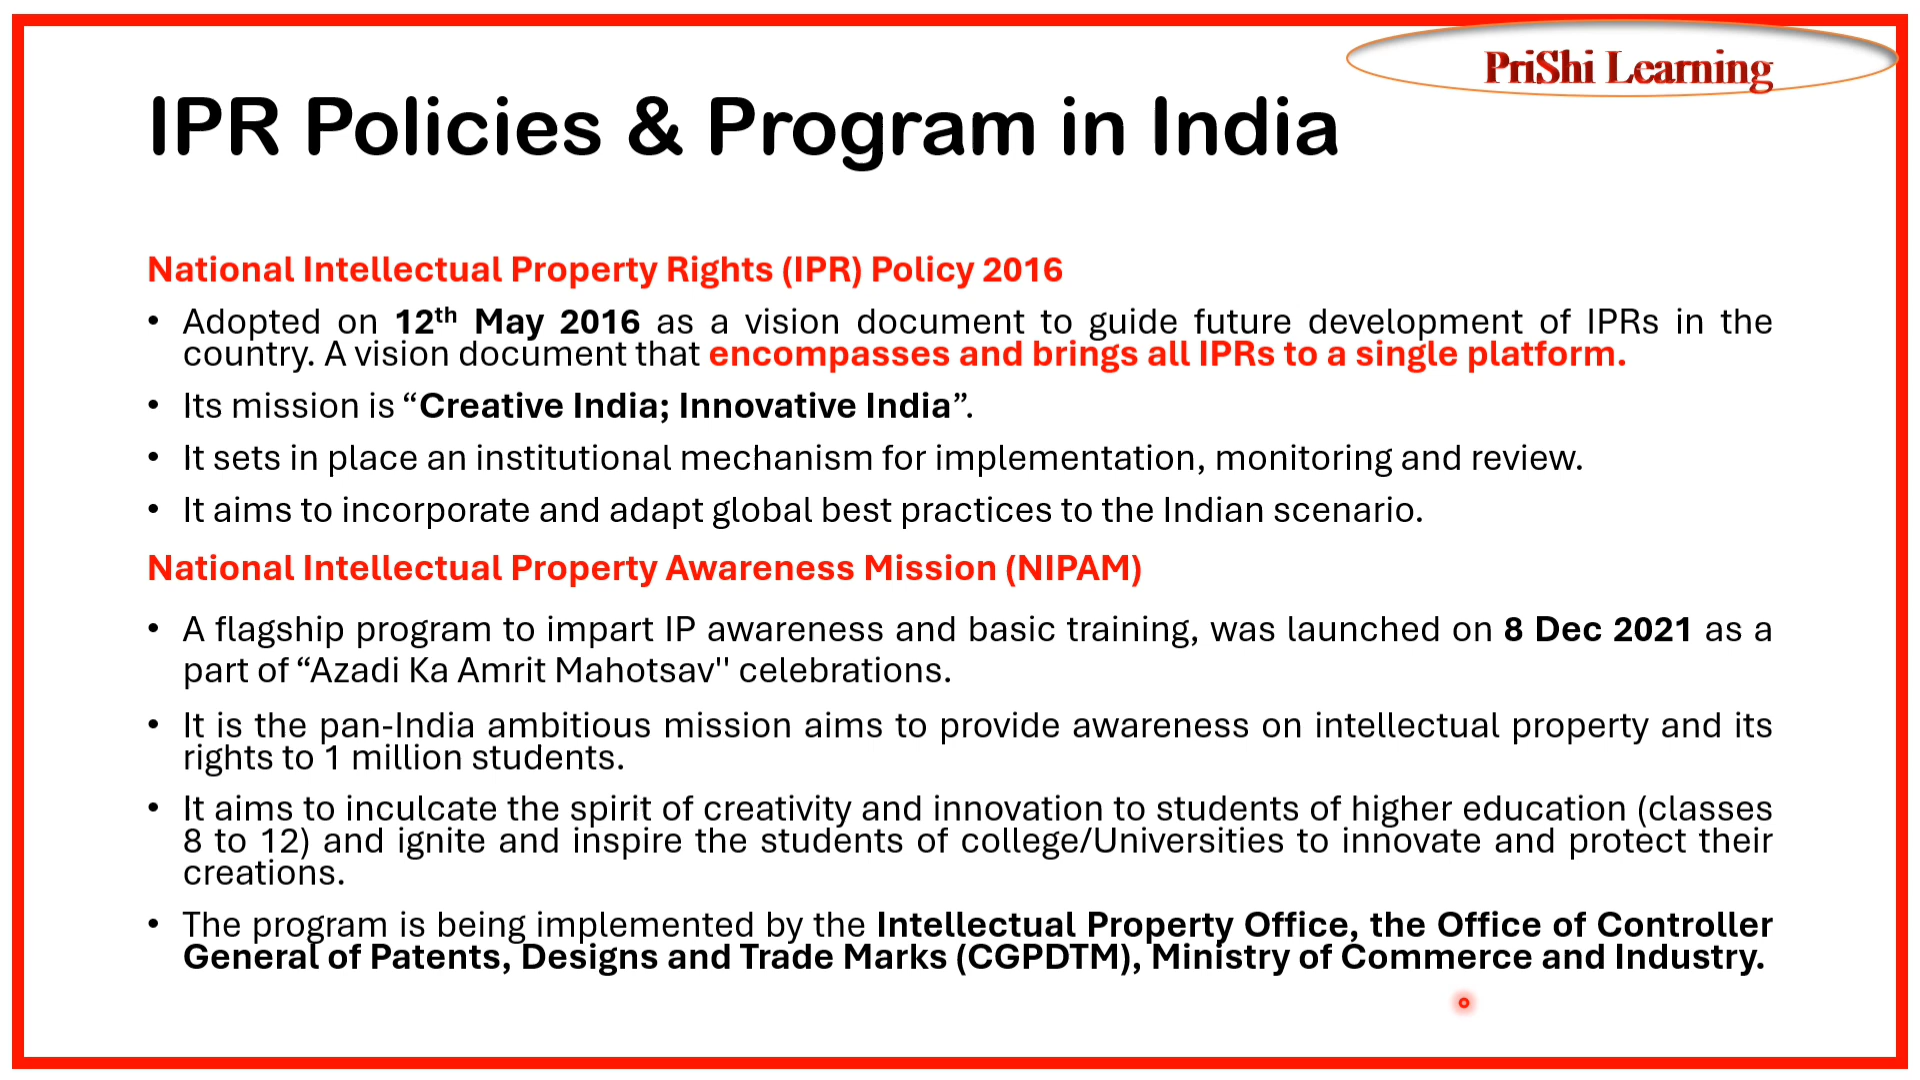 PriShi Learning
IPR Policies & Program in India
National Intellectual Property Rights (IPR) Policy 2016
• Adopted on 12th May 2016 as a vision document to guide future development of IPRs in the
country. A vision document that encompasses and brings all IPRs to a single platform.
• Its mission is “Creative India; Innovative India”.
• It sets in place an institutional mechanism for implementation, monitoring and review.
• It aims to incorporate and adapt global best practices to the Indian scenario.
National Intellectual Property Awareness Mission (NIPAM)
• A flagship program to impart IP awareness and basic training, was launched on 8 Dec 2021 as a
part of “Azadi Ka Amrit Mahotsav" celebrations.
• It is the pan-India ambitious mission aims to provide awareness on intellectual property and its
rights to 1 million students.
• It aims to inculcate the spirit of creativity and innovation to students of higher education (classes
8 to 12) and ignite and inspire the students of college/Universities to innovate and protect their
creations.
• The program is being implemented by the Intellectual Property Office, the Office of Controller
General of Patents, Designs and Trade Marks (CGPDTM), Ministry of Commerce and Industry.